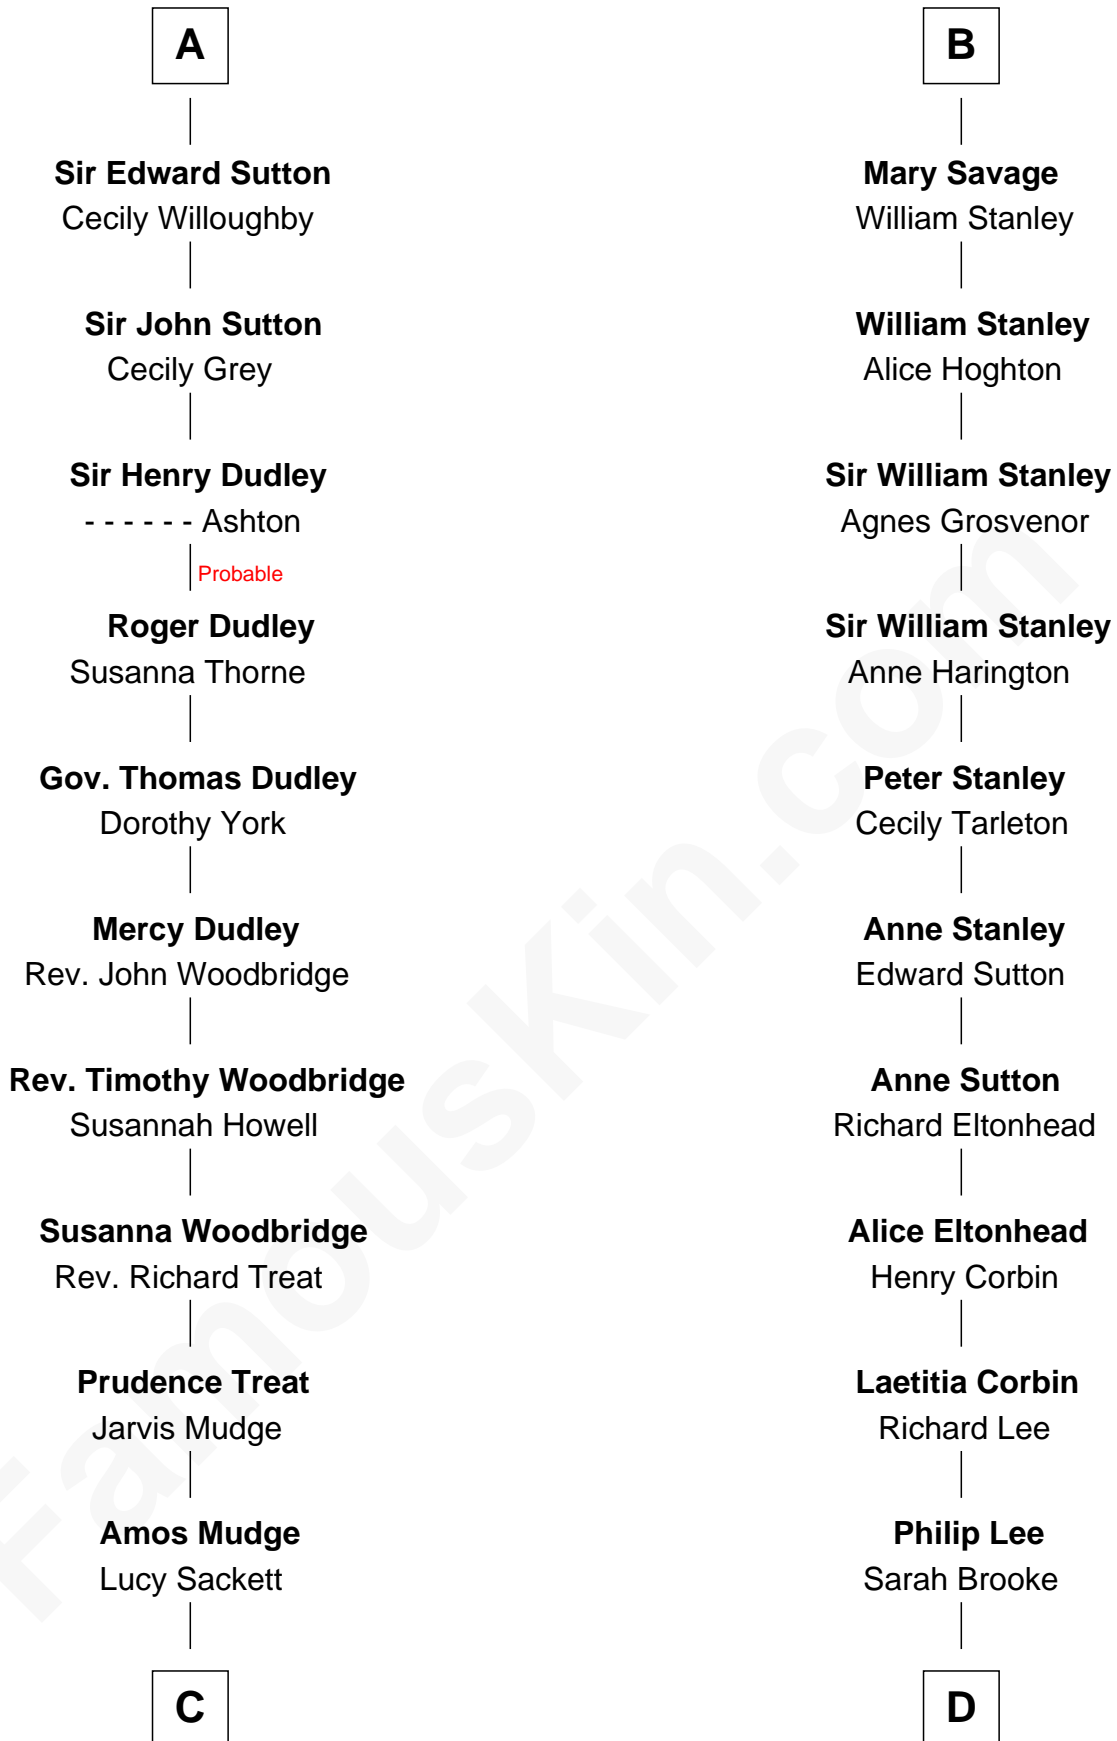 A
Sir Edward Sutton
Cecily Willoughby
Sir John Sutton
Cecily Grey
Sir Henry Dudley
- - - - - - Ashton
Probable
Roger Dudley
Susanna Thorne
Gov. Thomas Dudley
Dorothy York
Mercy Dudley
Rev. John Woodbridge
Rev. Timothy Woodbridge
Susannah Howell
Susanna Woodbridge
Rev. Richard Treat
Prudence Treat
Jarvis Mudge
Amos Mudge
Lucy Sackett
C
B
Mary Savage
William Stanley
William Stanley
Alice Hoghton
Sir William Stanley
Agnes Grosvenor
Sir William Stanley
Anne Harington
Peter Stanley
Cecily Tarleton
Anne Stanley
Edward Sutton
Anne Sutton
Richard Eltonhead
Alice Eltonhead
Henry Corbin
Laetitia Corbin
Richard Lee
Philip Lee
Sarah Brooke
D
FamousKin.com